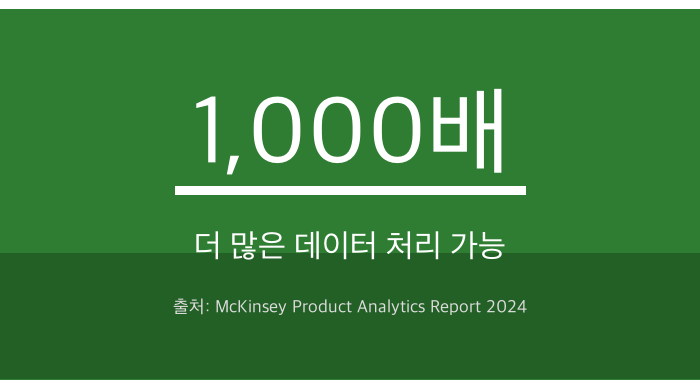 1,000배
더 많은 데이터 처리 가능
출처: McKinsey Product Analytics Report 2024